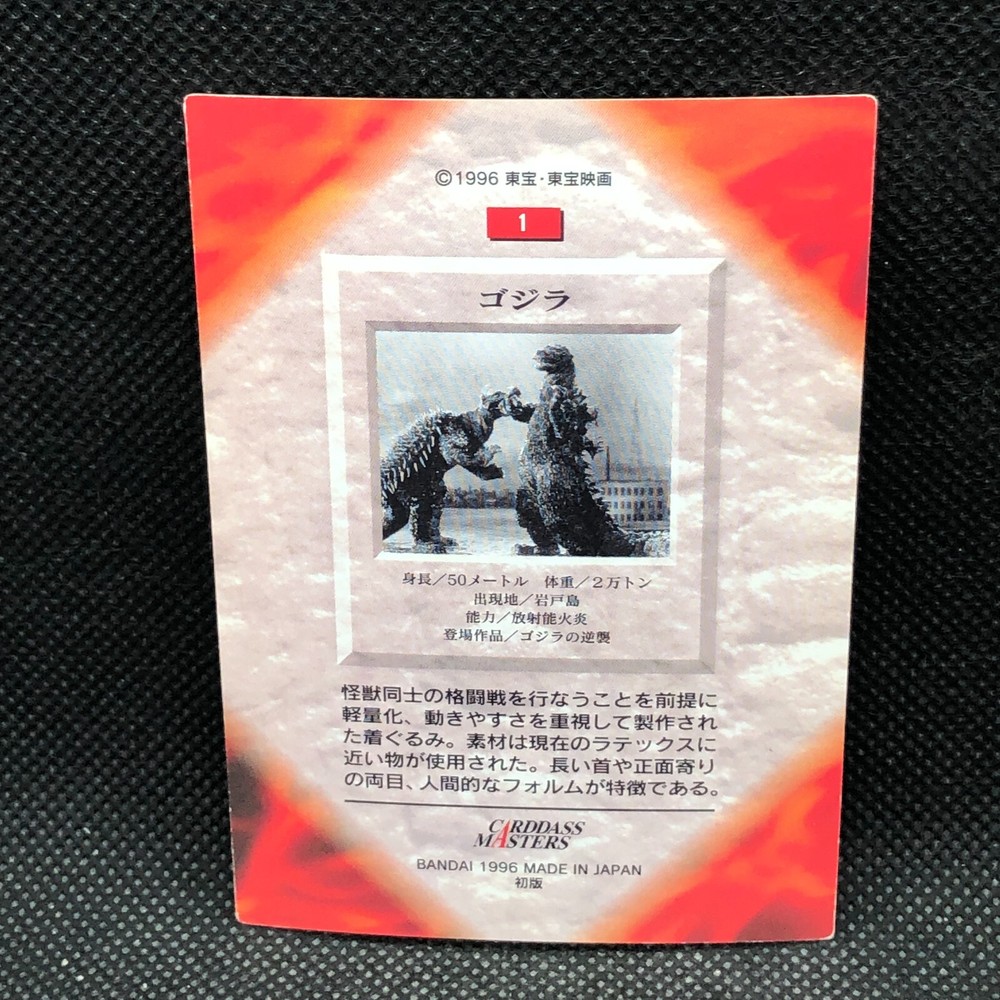 ©1996 東宝・東宝映画
1
ゴジラ
身長／50メートル　体重／2万トン
出現地／岩戸島
能力／放射能火炎
登場作品／ゴジラの逆襲
怪獣同士の格闘戦を行なうことを前提に
軽量化、動きやすさを重視して製作され
た着ぐるみ。素材は現在のラテックスに
近い物が使用された。長い首や正面寄り
の両目、人間的なフォルムが特徴である。
CARDDASS
MASTERS
BANDAI 1996 MADE IN JAPAN
初版